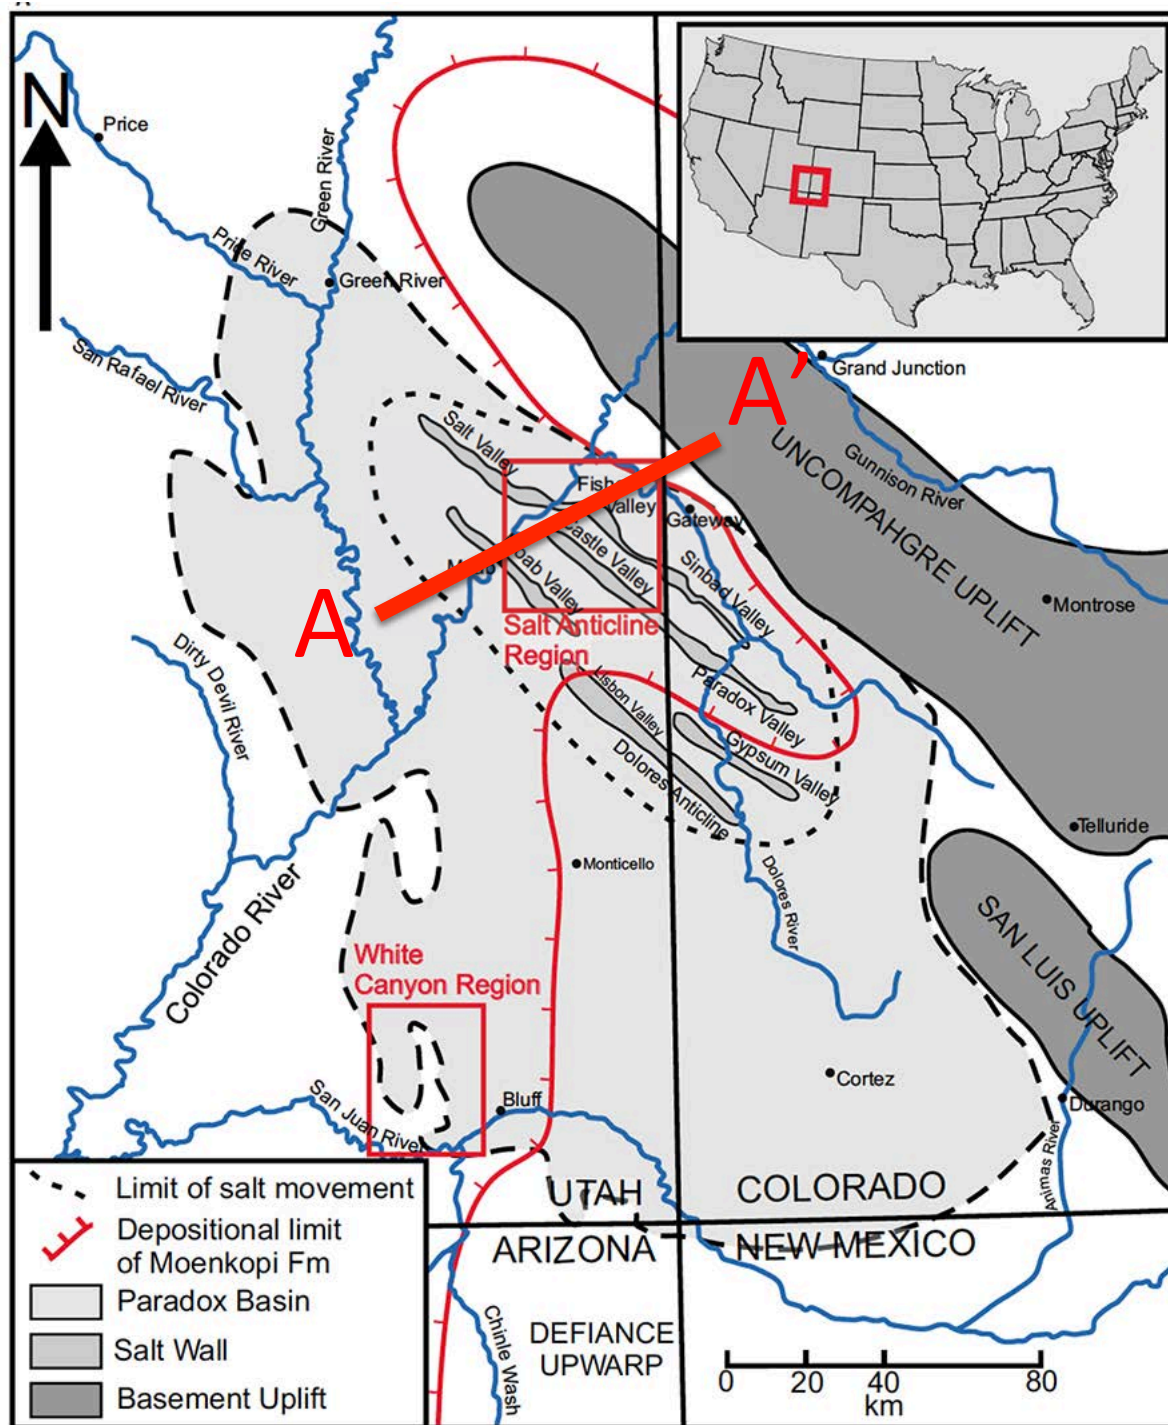 N
Price
Green River
Price River
Green River
San Rafael River
Grand Junction
A'
Gunnison River
UNCOMPAHGRE UPLIFT
Salt Valley
Valley
Gateway
Castle Valley
Sinbad Valley
Montrose
A
Salt Anticline
Region
Dirty Devil River
Lisbon Valley
Paradox Valley
Gypsum Valley
Dolores Anticline
Telluride
Monticello
Dolores River
SAN LUIS UPLIFT
Colorado River
White
Canyon Region
Cortez
San Juan River
Bluff
Durango
Animas River
UTAH
COLORADO
ARIZONA
NEW MEXICO
Chinle Wash
DEFIANCE
UPWARP
0 20 40 80
km
Limit of salt movement
Depositional limit
of Moenkopi Fm
Paradox Basin
Salt Wall
Basement Uplift